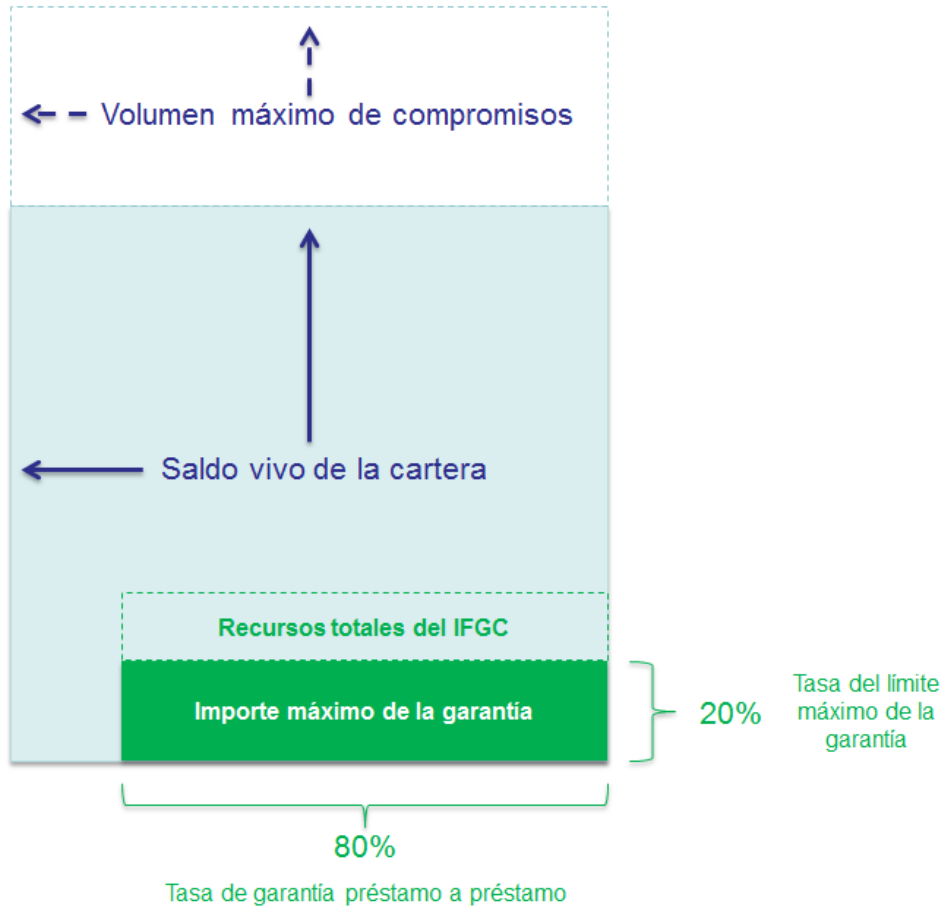 Volumen máximo de compromisos
Saldo vivo de la cartera
Recursos totales del IFGC
Importe máximo de la garantía
20%
Tasa del límite
máximo de la
garantía
80%
Tasa de garantía préstamo a préstamo